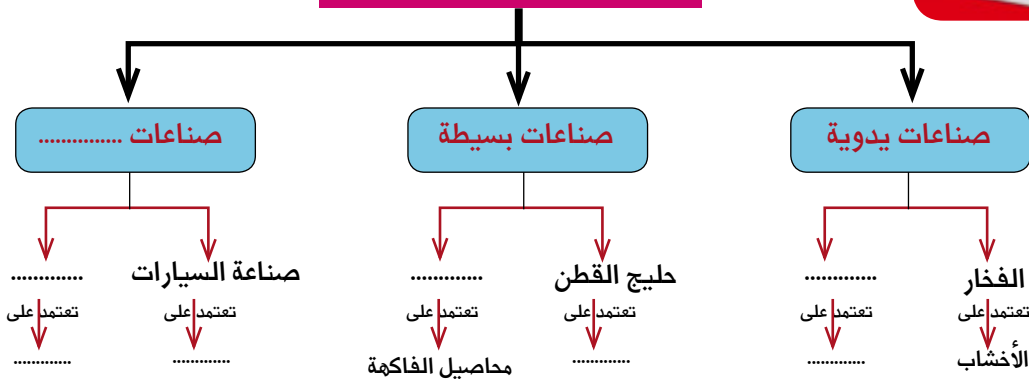 صناعات يدوية
صناعات بسيطة
صناعات ...............
الفخار
.............
حليج القطن
.............
صناعة السيارات
.............
تعتمد على
تعتمد على
تعتمد على
تعتمد على
تعتمد على
تعتمد على
الأخشاب
.............
.............
محاصيل الفاكهة
.............
.............